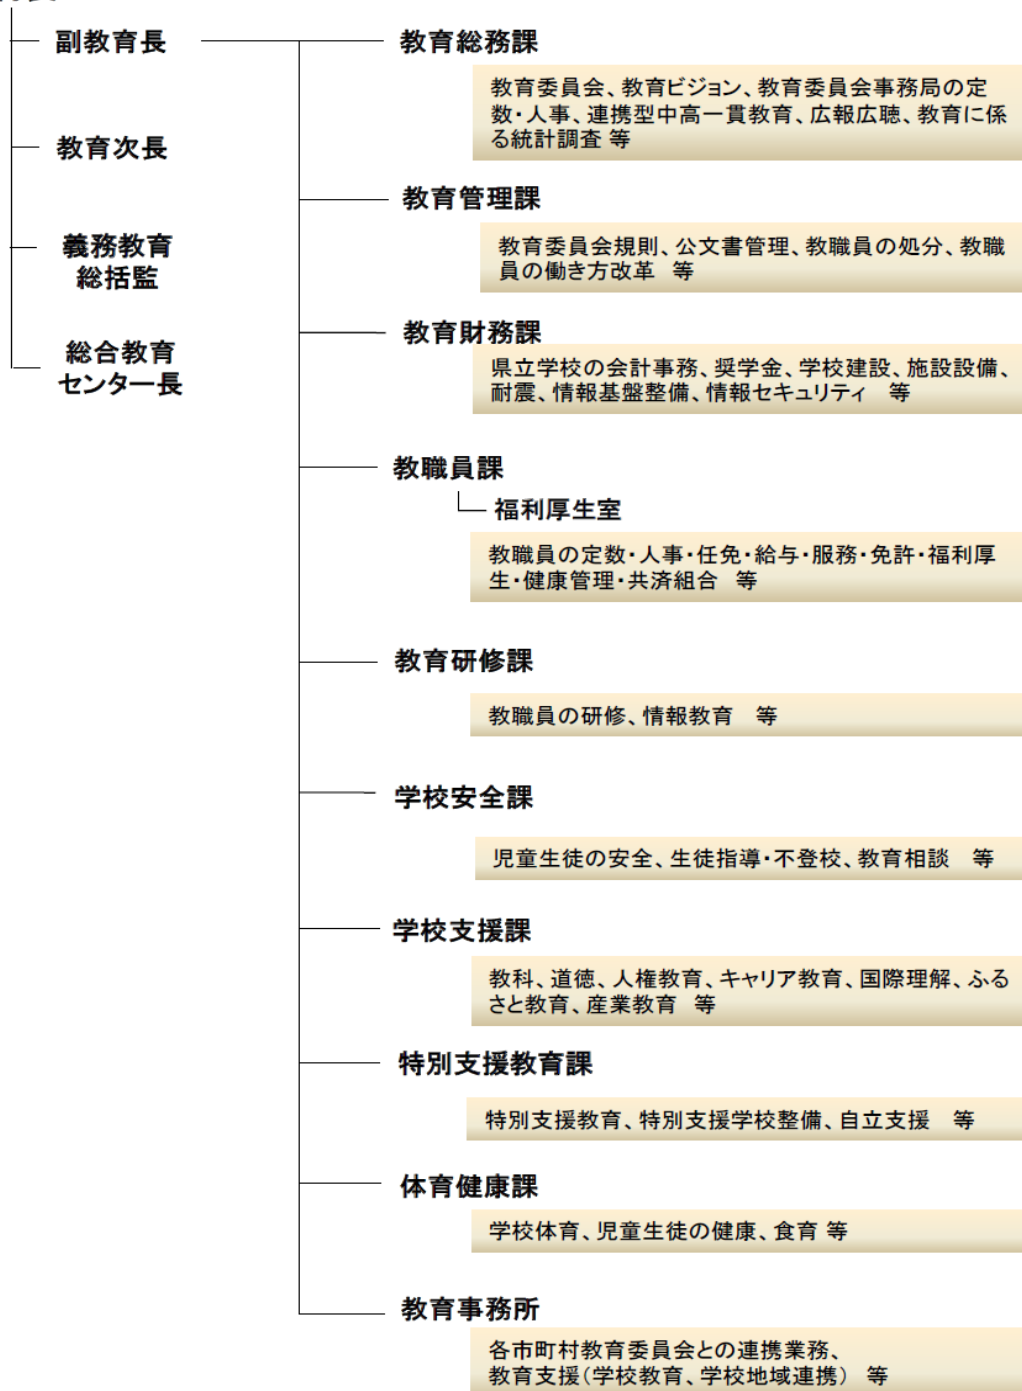 副教育長
教育次長
義務教育
総括監
総合教育
センター長
教育総務課
教育委員会、教育ビジョン、教育委員会事務局の定
数・人事、連携型中高一貫教育、広報広聴、教育に係
る統計調査 等
教育管理課
教育委員会規則、公文書管理、教職員の処分、教職
員の働き方改革 等
教育財務課
県立学校の会計事務、奨学金、学校建設、施設設備、
耐震、情報基盤整備、情報セキュリティ 等
教職員課
福利厚生室
教職員の定数・人事・任免・給与・服務・免許・福利厚
生・健康管理・共済組合 等
教育研修課
教職員の研修、情報教育 等
学校安全課
児童生徒の安全、生徒指導・不登校、教育相談 等
学校支援課
教科、道徳、人権教育、キャリア教育、国際理解、ふる
さと教育、産業教育 等
特別支援教育課
特別支援教育、特別支援学校整備、自立支援 等
体育健康課
学校体育、児童生徒の健康、食育 等
教育事務所
各市町村教育委員会との連携業務、
教育支援(学校教育、学校地域連携) 等